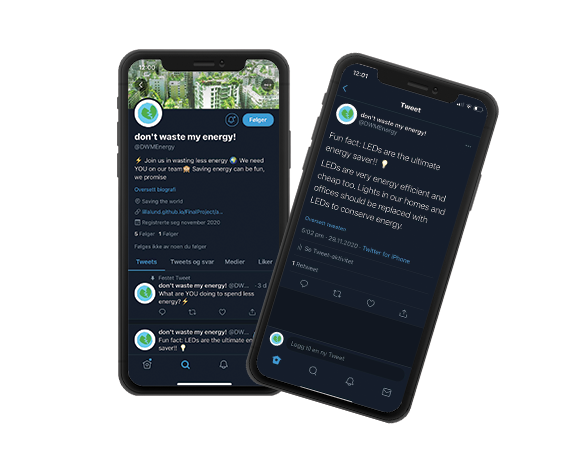 12:00
Følger
don't waste my energy!
@DWMEnergy
⚡ Join us in wasting less energy 🌍 We need
YOU on our team🙊 Saving energy can be fun,
we promise
Oversett biografi
Saving the world
Registrerte seg november 2020
5 Følger 1 Følger
Følges ikke av noen du følger
Tweets Tweets og svar Medier Liker
Festet Tweet
don't waste my energy! @DW... · 3 d
What are YOU doing to spend less
energy?⚡
don't waste my energy! @DW...
Fun fact: LEDs are the ultimate en
saver!! 💡
12:01
Tweet
don't waste my energy!
@DWMEnergy
Fun fact: LEDs are the ultimate
energy saver!! 💡
LEDs are very energy efficient and
cheap too. Lights in our homes and
offices should be replaced with
LEDs to conserve energy.
Oversett tweeten
5:02 pm · 28.11.2020 · Twitter for iPhone
Se Tweet-aktivitet
1 Retweet
Legg til en ny Tweet